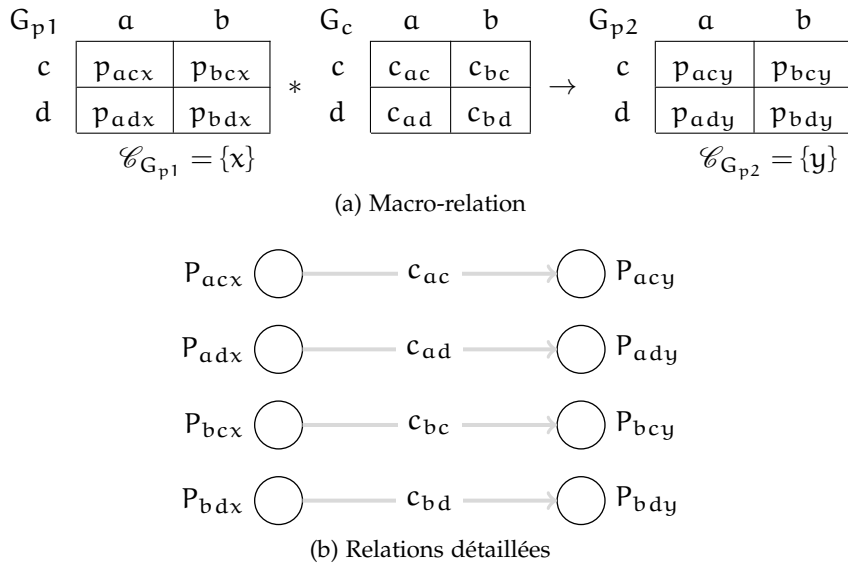 G_p1 a b G_c a b G_p2 a b
c p_acx p_bcx c c_ac c_bc c p_acy p_bcy
* →
d p_adx p_bdx d c_ad c_bd d p_ady p_bdy
𝒞_G_p1 = {x} 𝒞_G_p2 = {y}
(a) Macro-relation
P_acx c_ac P_acy
P_adx c_ad P_ady
P_bcx c_bc P_bcy
P_bdx c_bd P_bdy
(b) Relations détaillées